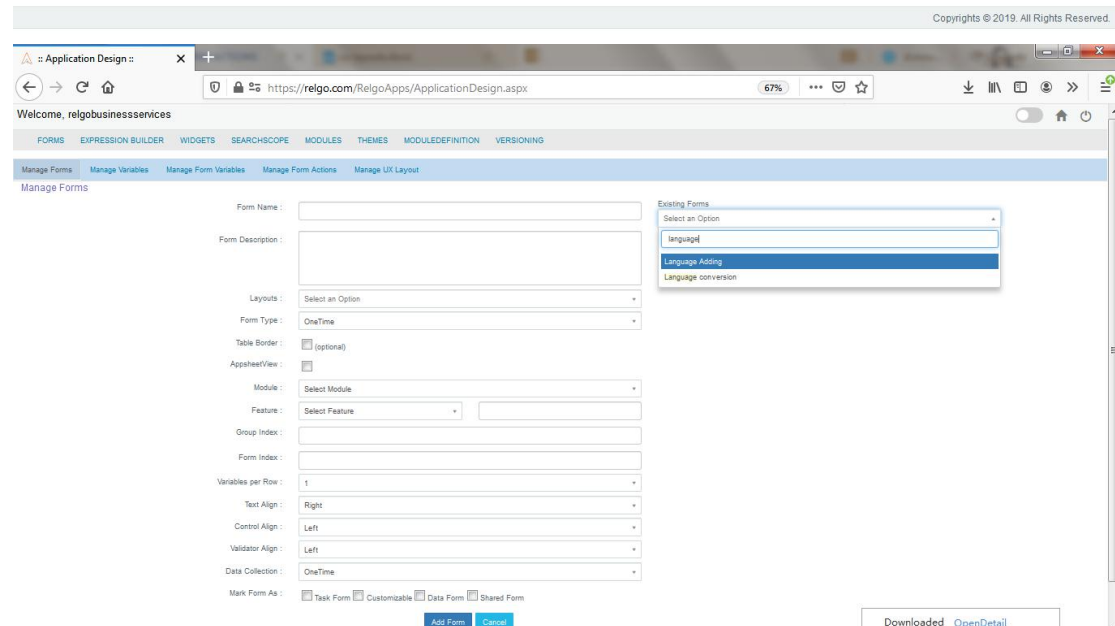 Copyrights © 2019. All Rights Reserved.
:: Application Design ::
https://relgo.com/RelgoApps/ApplicationDesign.aspx
67%
Welcome, relgobusinessservices
FORMS EXPRESSION BUILDER WIDGETS SEARCHSCOPE MODULES THEMES MODULEDEFINITION VERSIONING
Manage Forms Manage Variables Manage Form Variables Manage Form Actions Manage UX Layout
Manage Forms
Form Name :
Existing Forms
Select an Option
language
Language Adding
Language conversion
Form Description :
Layouts : Select an Option
Form Type : OneTime
Table Border : (optional)
AppsheetView :
Module : Select Module
Feature : Select Feature
Group Index :
Form Index :
Variables per Row : 1
Text Align : Right
Control Align : Left
Validator Align : Left
Data Collection : OneTime
Mark Form As : Task Form Customizable Data Form Shared Form
Add Form Cancel
Downloaded OpenDetail